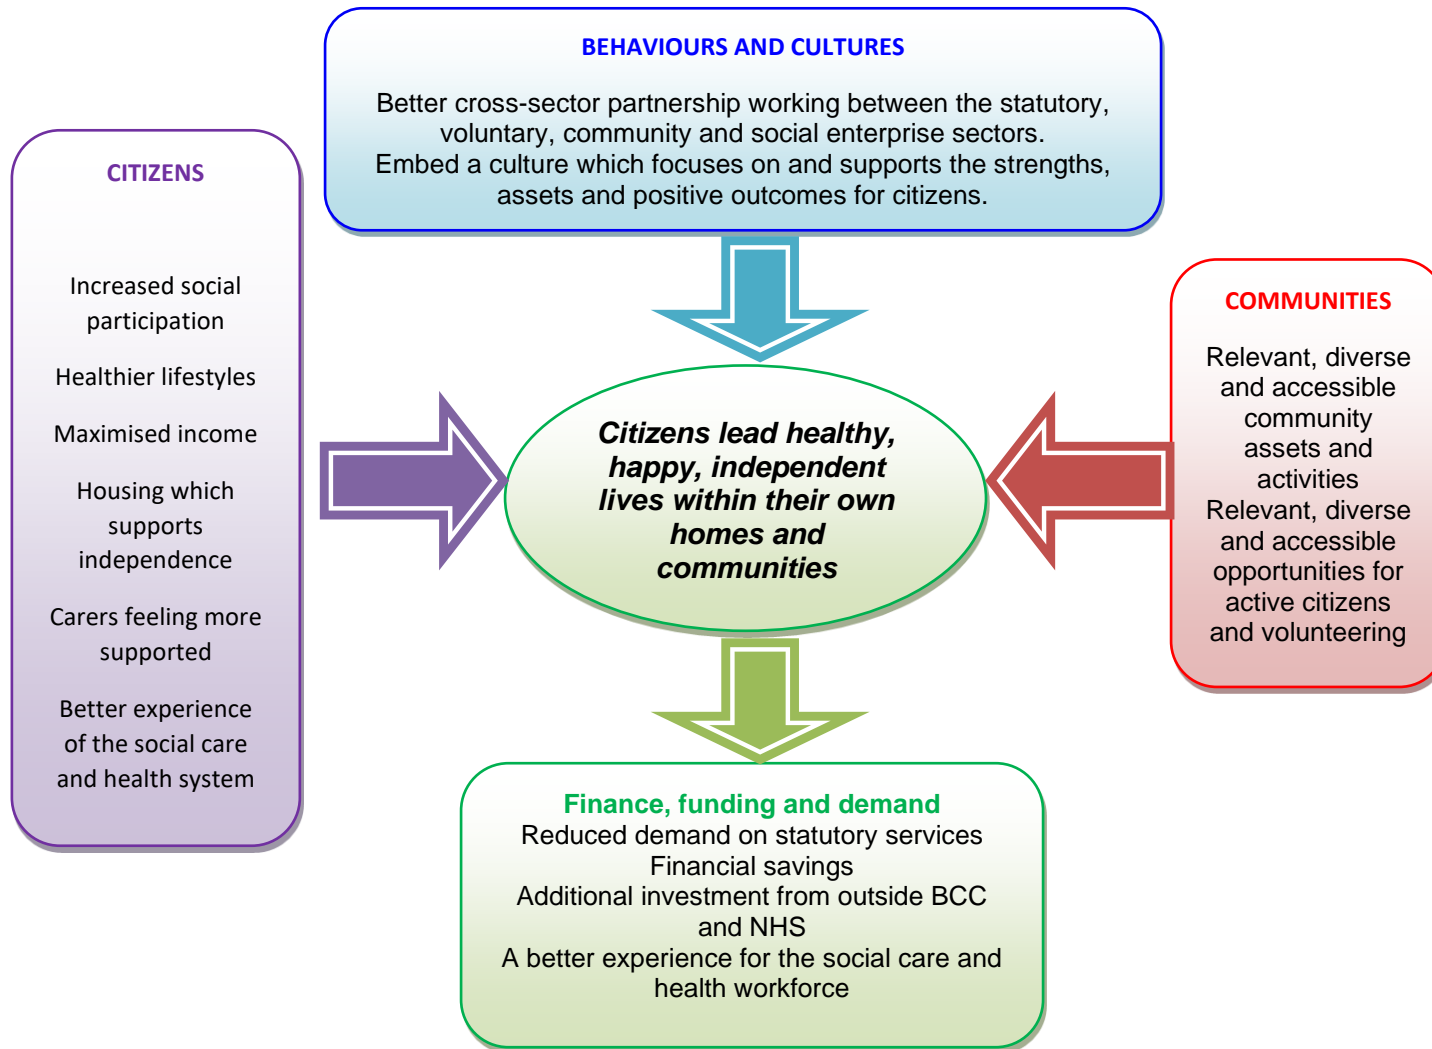 BEHAVIOURS AND CULTURES
Better cross-sector partnership working between the statutory,
voluntary, community and social enterprise sectors.
Embed a culture which focuses on and supports the strengths,
assets and positive outcomes for citizens.
CITIZENS
Increased social
participation
Healthier lifestyles
Maximised income
Housing which
supports
independence
Carers feeling more
supported
Better experience
of the social care
and health system
Citizens lead healthy,
happy, independent
lives within their own
homes and
communities
COMMUNITIES
Relevant, diverse
and accessible
community
assets and
activities
Relevant, diverse
and accessible
opportunities for
active citizens
and volunteering
Finance, funding and demand
Reduced demand on statutory services
Financial savings
Additional investment from outside BCC
and NHS
A better experience for the social care and
health workforce